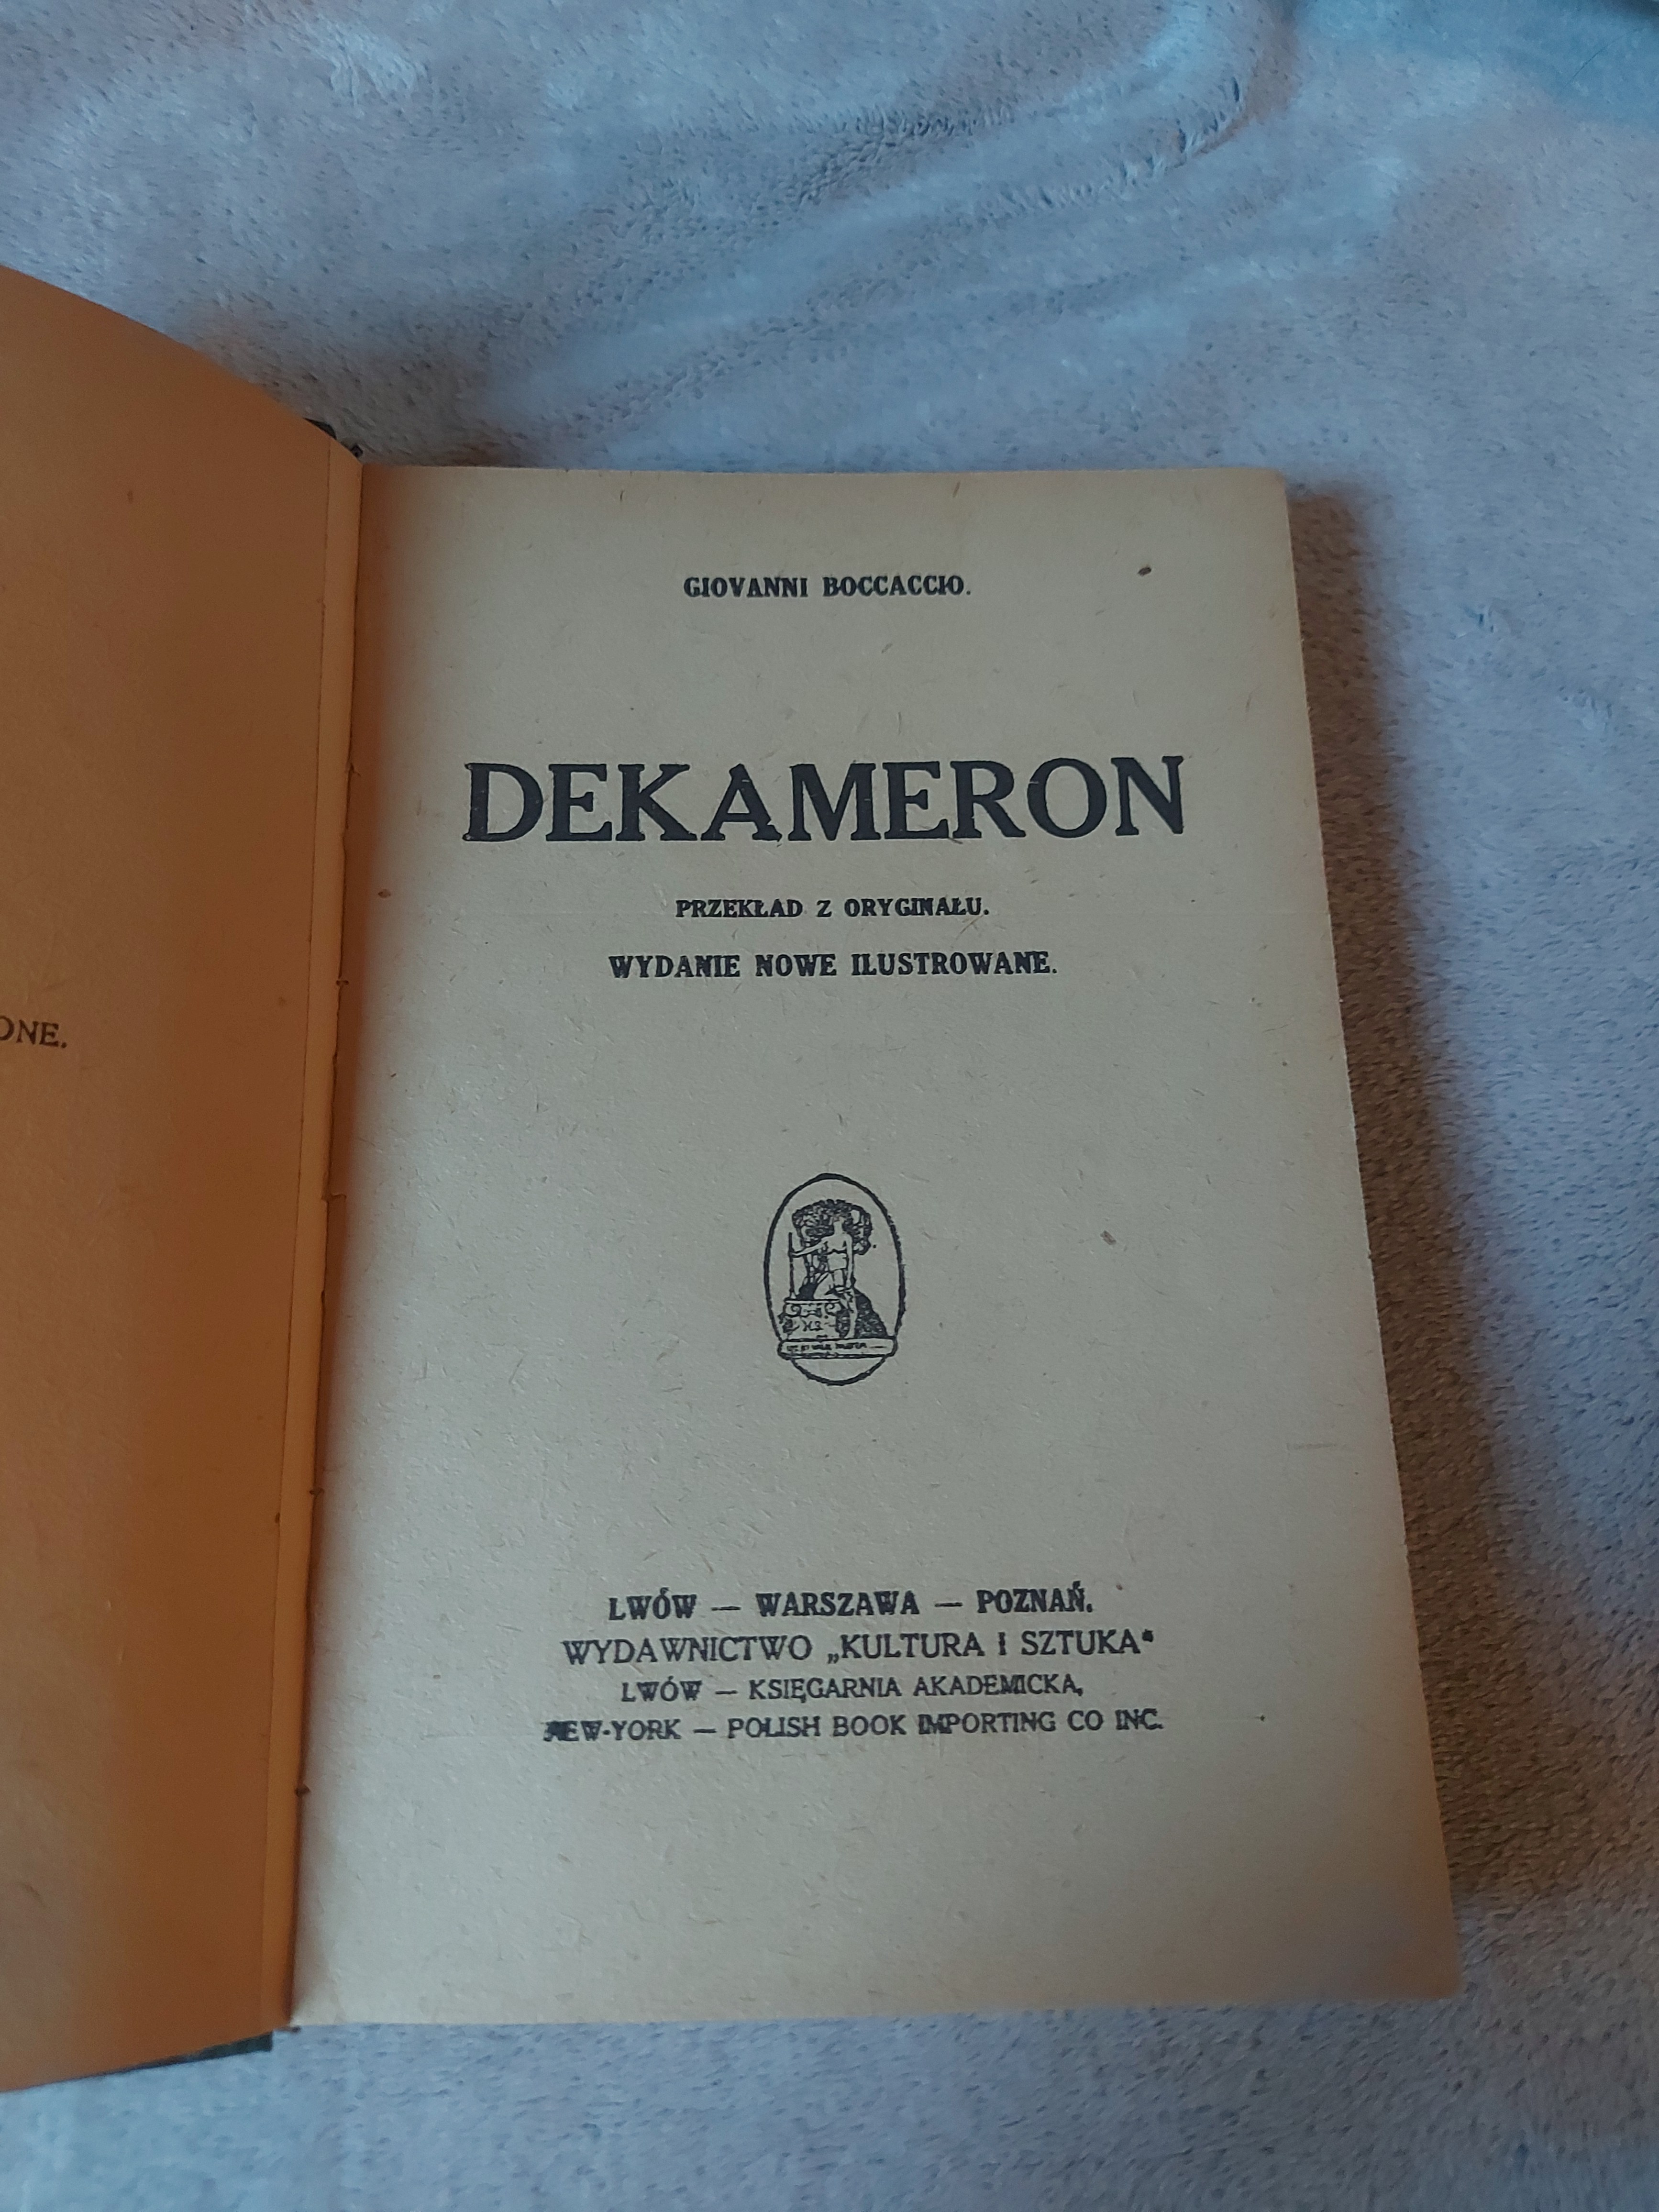 GIOVANNI BOCCACCIO.
DEKAMERON
PRZEKŁAD Z ORYGINAŁU.
WYDANIE NOWE ILUSTROWANE.
LWÓW — WARSZAWA — POZNAŃ.
WYDAWNICTWO „KULTURA I SZTUKA“
LWÓW — KSIĘGARNIA AKADEMICKA,
NEW-YORK — POLISH BOOK IMPORTING CO INC.